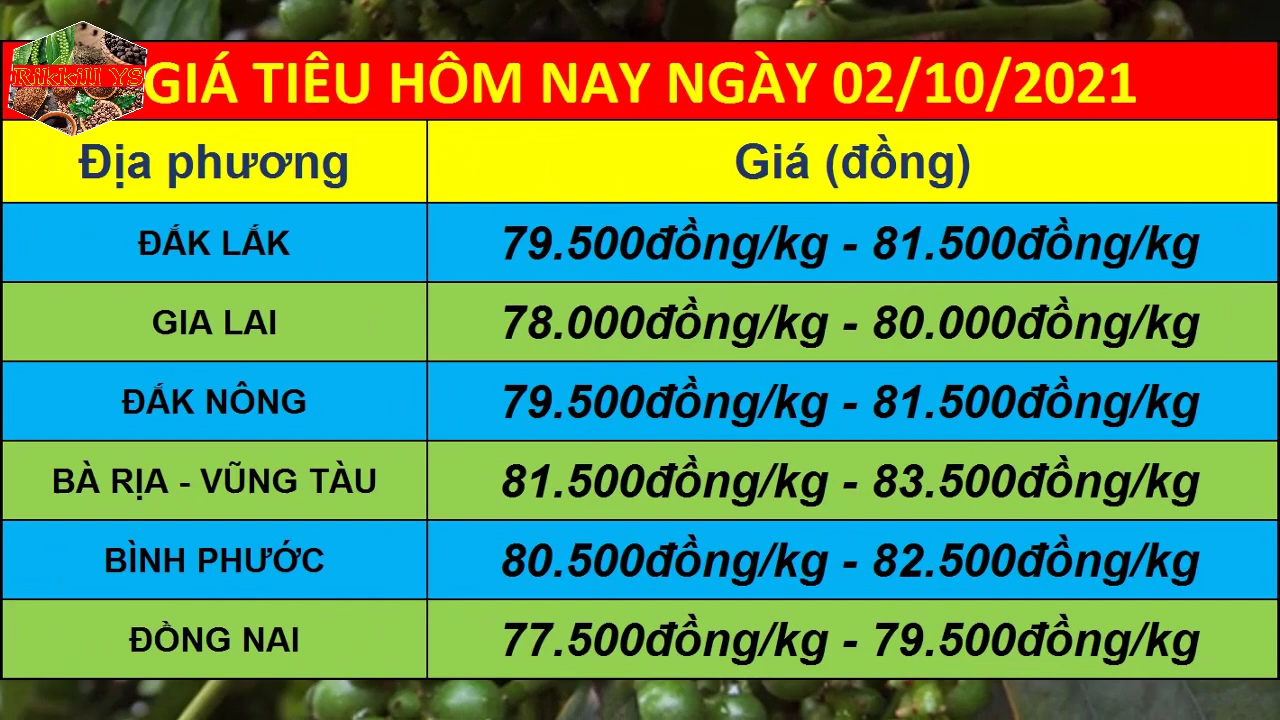 Rikkill YS
GIÁ TIÊU HÔM NAY NGÀY 02/10/2021
Địa phương Giá (đồng)
ĐẮK LẮK 79.500đồng/kg - 81.500đồng/kg
GIA LAI 78.000đồng/kg - 80.000đồng/kg
ĐẮK NÔNG 79.500đồng/kg - 81.500đồng/kg
BÀ RỊA - VŨNG TÀU 81.500đồng/kg - 83.500đồng/kg
BÌNH PHƯỚC 80.500đồng/kg - 82.500đồng/kg
ĐỒNG NAI 77.500đồng/kg - 79.500đồng/kg